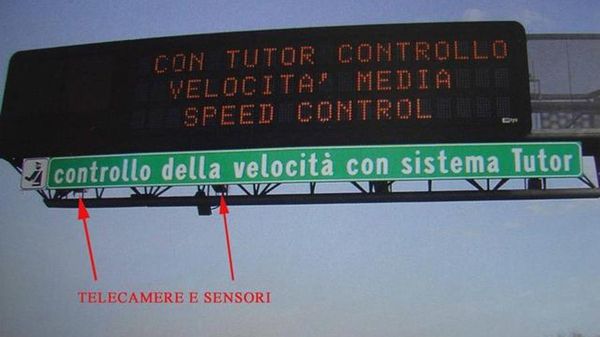 CON TUTOR CONTROLLO
VELOCITA' MEDIA
SPEED CONTROL
controllo della velocità con sistema Tutor
TELECAMERE E SENSORI